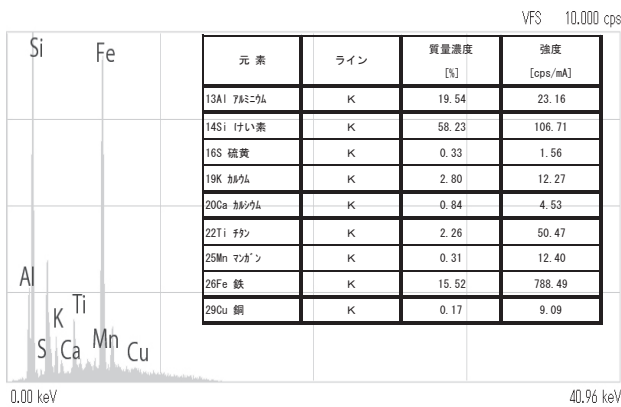 VFS 10.000 cps
Si
Fe
元 素 ライン 質量濃度 [%] 強度 [cps/mA]
13Al ｱﾙﾐﾆｳﾑ K 19.54 23.16
14Si けい素 K 58.23 106.71
16S 硫黄 K 0.33 1.56
19K ｶﾙｳﾑ K 2.80 12.27
20Ca ｶﾙｼｳﾑ K 0.84 4.53
22Ti ﾁﾀﾝ K 2.26 50.47
25Mn ﾏﾝｶﾞﾝ K 0.31 12.40
26Fe 鉄 K 15.52 788.49
29Cu 銅 K 0.17 9.09
Al
Ti
K
S
Ca
Mn
Cu
0.00 keV 40.96 keV